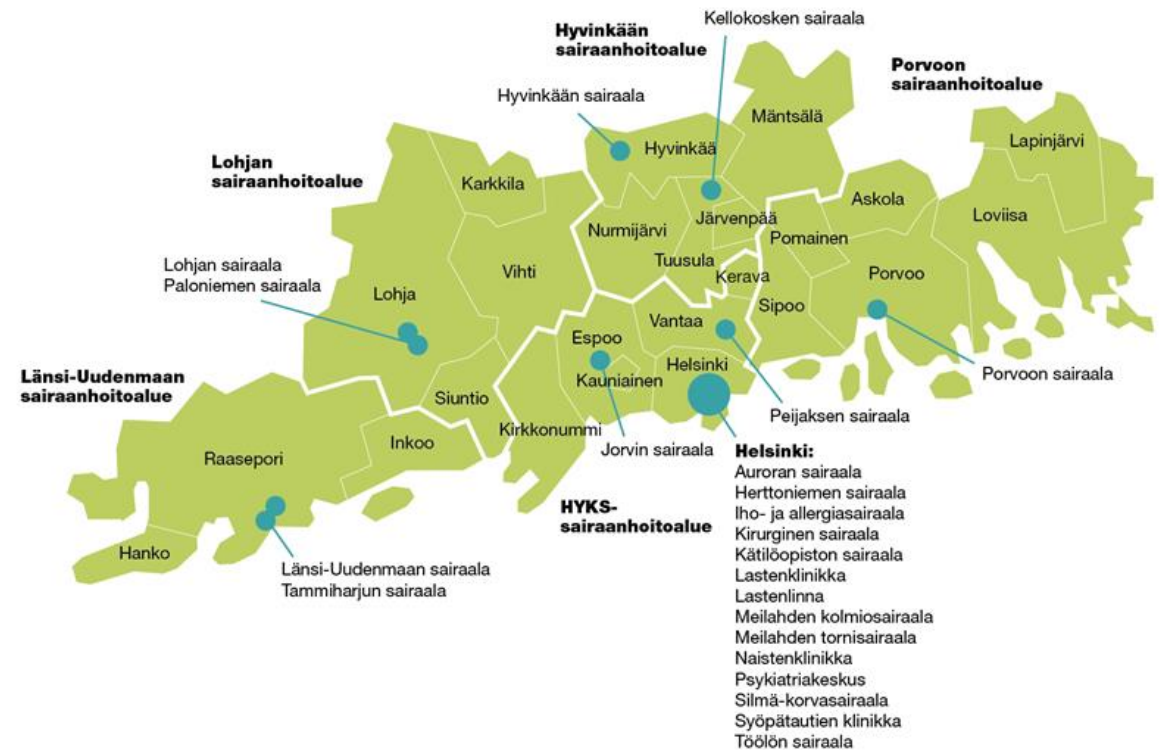 Kellokosken sairaala
Hyvinkään
sairaanhoitoalue
Porvoon
sairaanhoitoalue
Hyvinkään sairaala
Mäntsälä
Lapinjärvi
Hyvinkää
Lohjan
sairaanhoitoalue
Karkkila
Askola
Järvenpää
Loviisa
Nurmijärvi
Pornainen
Tuusula
Lohjan sairaala
Paloniemen sairaala
Vihti
Kerava
Porvoo
Lohja
Sipoo
Vantaa
Espoo
Helsinki
Kauniainen
Porvoon sairaala
Länsi-Uudenmaan
sairaanhoitoalue
Siuntio
Peijaksen sairaala
Kirkkonummi
Inkoo
Jorvin sairaala
Raasepori
HYKS-
sairaanhoitoalue
Hanko
Länsi-Uudenmaan sairaala
Tammiharjun sairaala
Helsinki:
Auroran sairaala
Herttoniemen sairaala
Iho- ja allergiasairaala
Kirurginen sairaala
Kätilöopiston sairaala
Lastenklinikka
Lastenlinna
Meilahden kolmiosairaala
Meilahden tornisairaala
Naistenklinikka
Psykiatriakeskus
Silmä-korvasairaala
Syöpätautien klinikka
Töölön sairaala